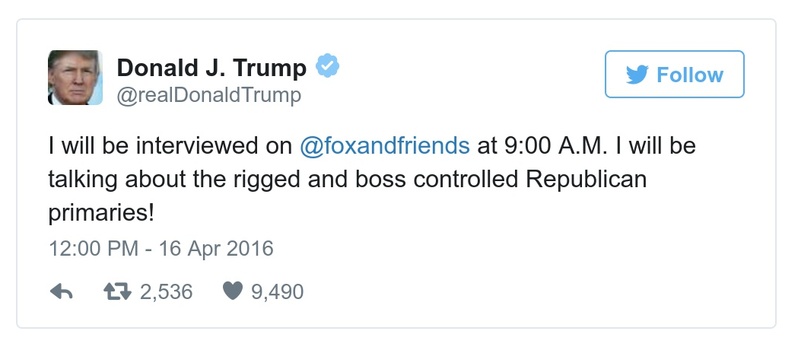 Donald J. Trump
@realDonaldTrump
Follow
I will be interviewed on @foxandfriends at 9:00 A.M. I will be
talking about the rigged and boss controlled Republican
primaries!
12:00 PM - 16 Apr 2016
2,536 9,490